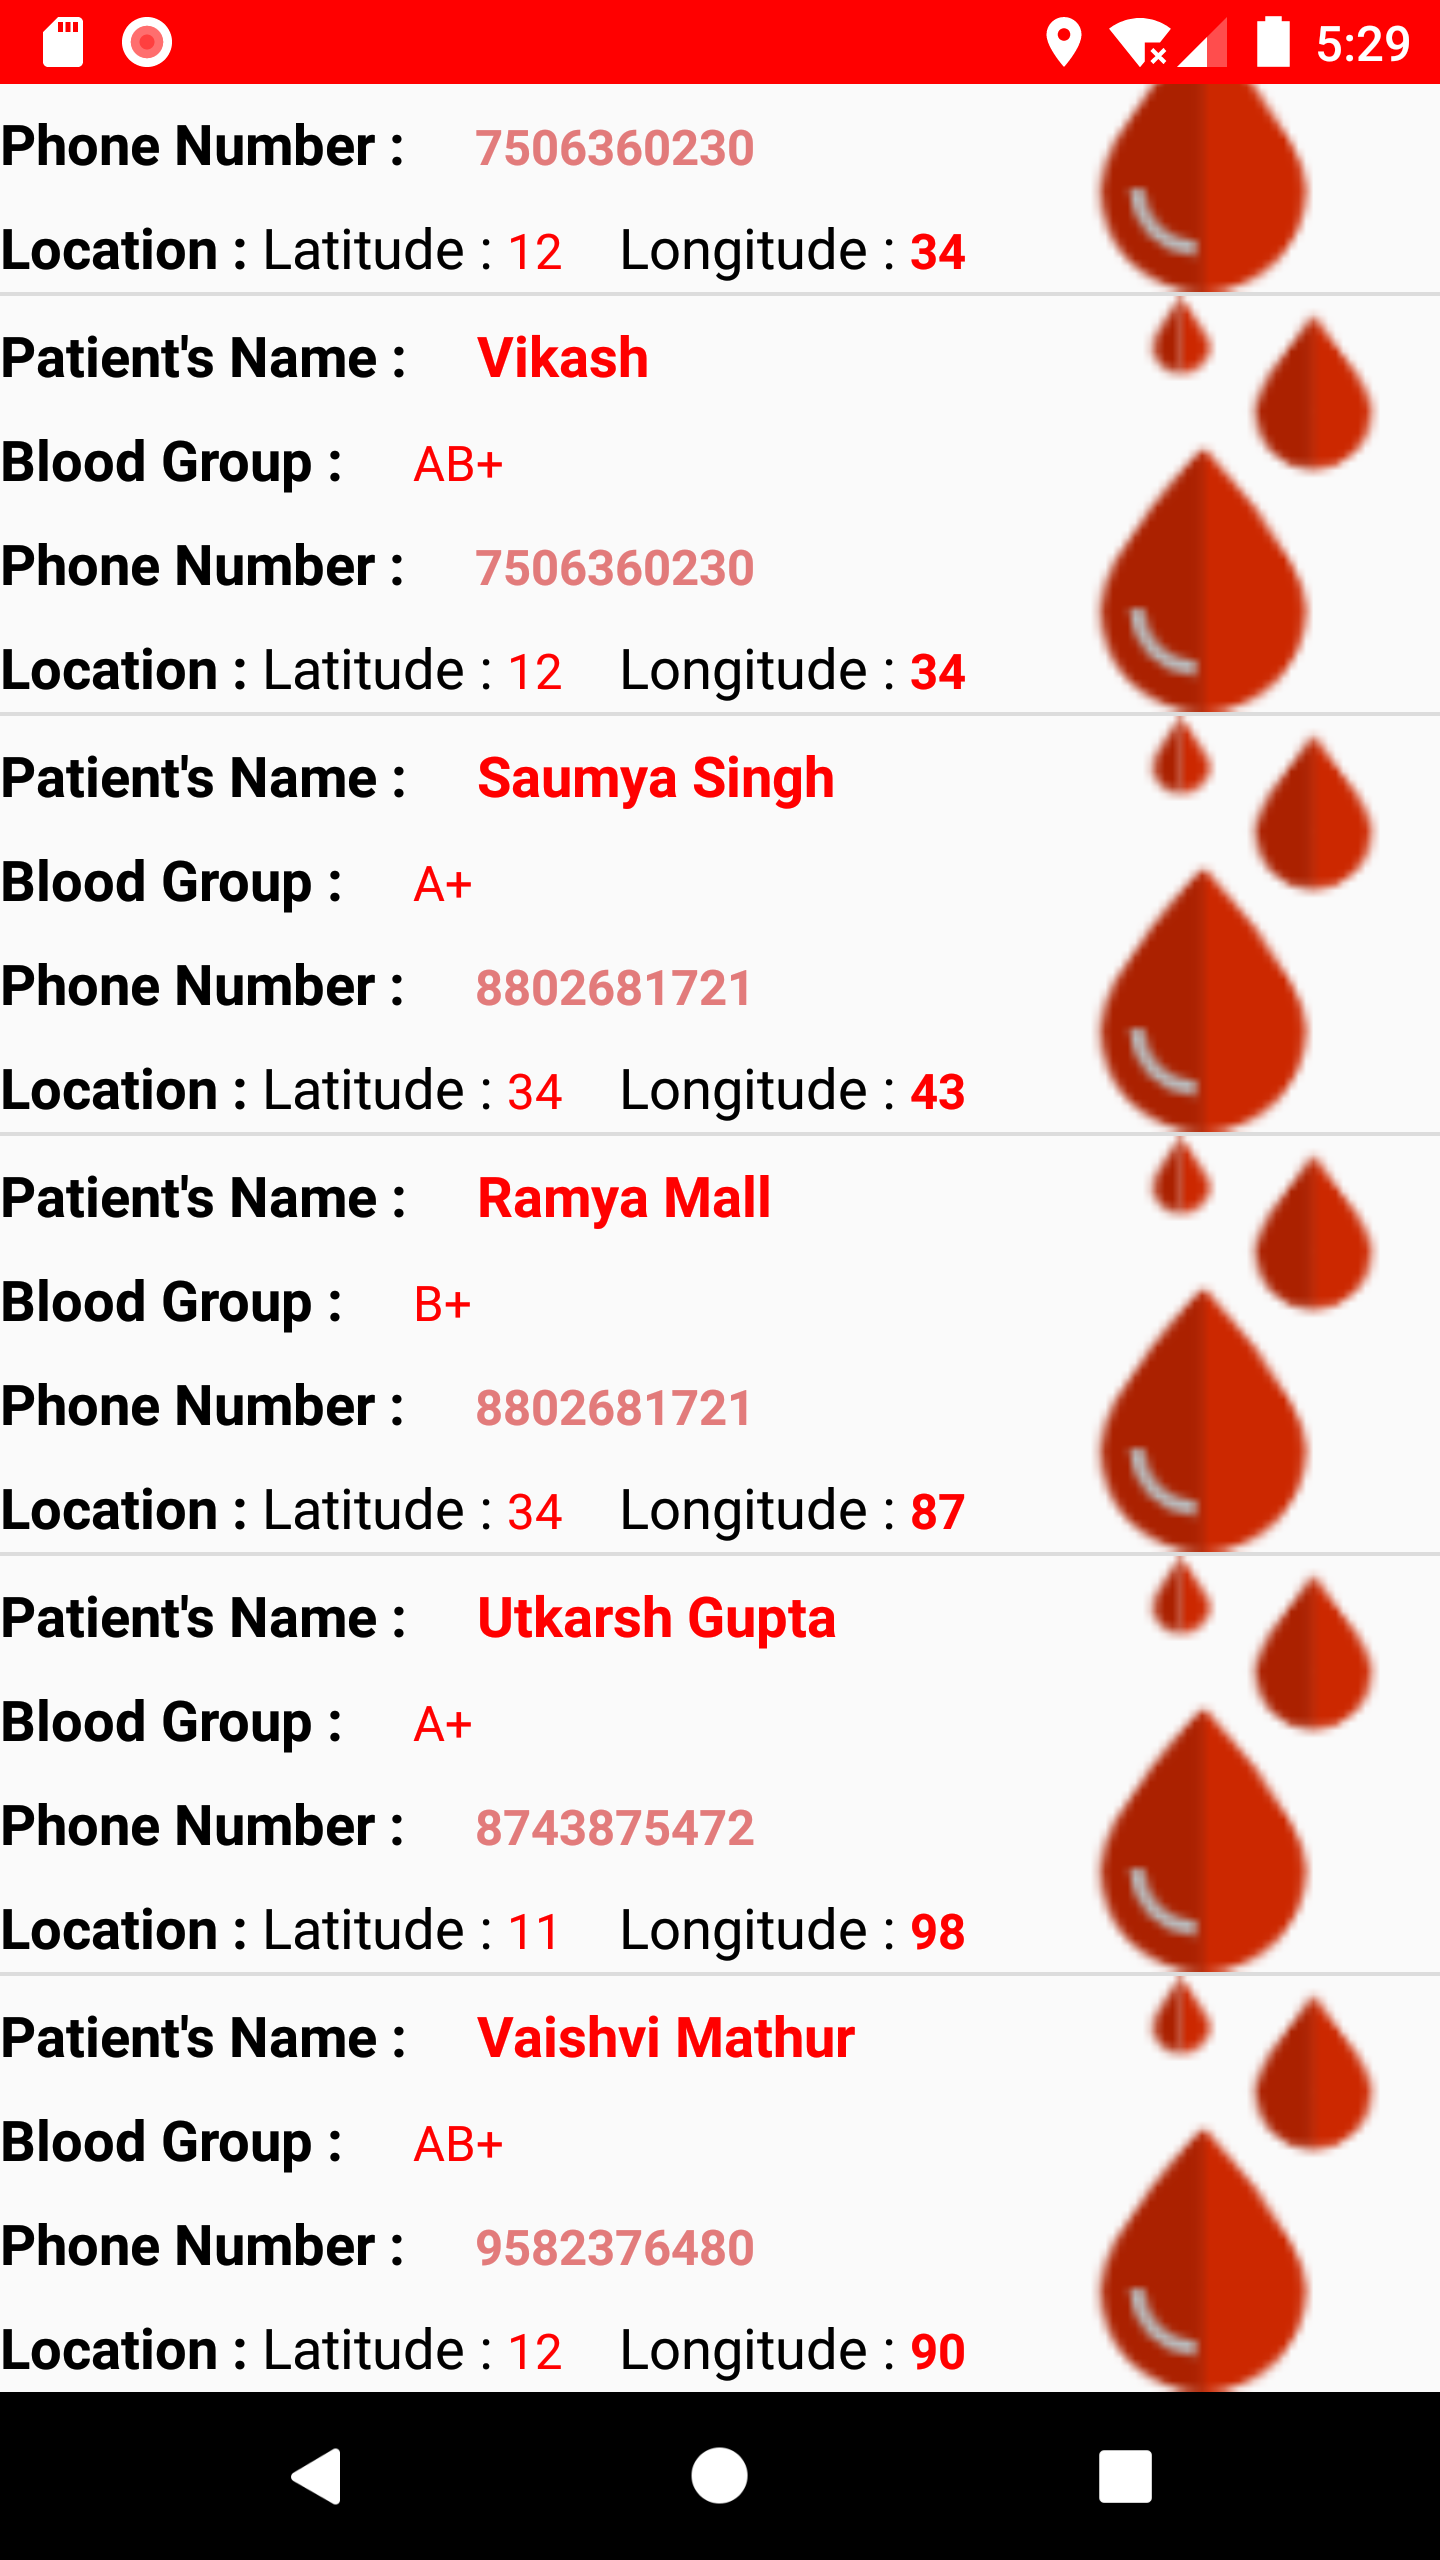 5:29
Phone Number : 7506360230
Location : Latitude : 12 Longitude : 34
Patient's Name : Vikash
Blood Group : AB+
Phone Number : 7506360230
Location : Latitude : 12 Longitude : 34
Patient's Name : Saumya Singh
Blood Group : A+
Phone Number : 8802681721
Location : Latitude : 34 Longitude : 43
Patient's Name : Ramya Mall
Blood Group : B+
Phone Number : 8802681721
Location : Latitude : 34 Longitude : 87
Patient's Name : Utkarsh Gupta
Blood Group : A+
Phone Number : 8743875472
Location : Latitude : 11 Longitude : 98
Patient's Name : Vaishvi Mathur
Blood Group : AB+
Phone Number : 9582376480
Location : Latitude : 12 Longitude : 90